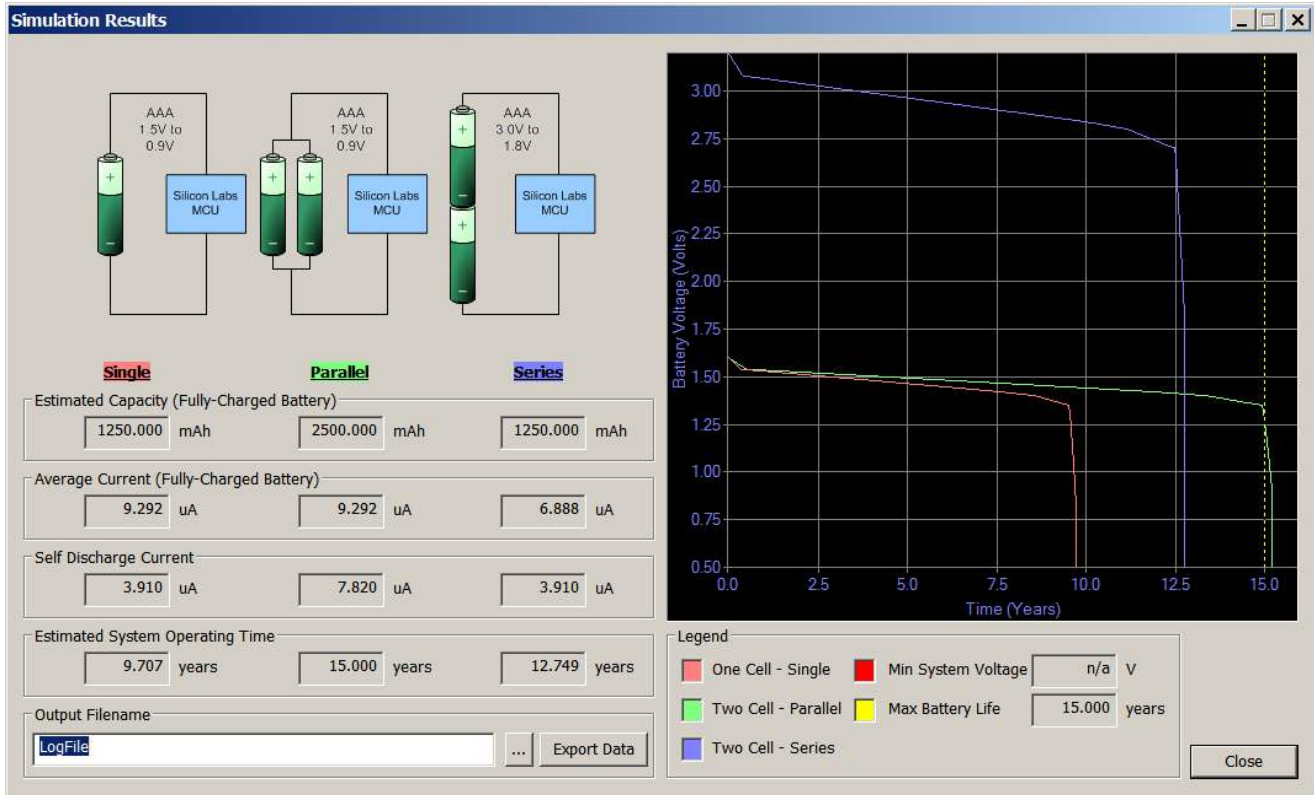 Simulation Results
AAA
1.5V to
0.9V
Silicon Labs
MCU
+
−
AAA
1.5V to
0.9V
Silicon Labs
MCU
+ +
− −
AAA
3.0V to
1.8V
Silicon Labs
MCU
+
+
−
Single Parallel Series
Estimated Capacity (Fully-Charged Battery)
1250.000 mAh 2500.000 mAh 1250.000 mAh
Average Current (Fully-Charged Battery)
9.292 uA 9.292 uA 6.888 uA
Self Discharge Current
3.910 uA 7.820 uA 3.910 uA
Estimated System Operating Time
9.707 years 15.000 years 12.749 years
Output Filename
LogFile ... Export Data
Battery Voltage (Volts)
3.00
2.75
2.50
2.25
2.00
1.75
1.50
1.25
1.00
0.75
0.50
0.0 2.5 5.0 7.5 10.0 12.5 15.0
Time (Years)
Legend
One Cell - Single Min System Voltage n/a V
Two Cell - Parallel Max Battery Life 15.000 years
Two Cell - Series
Close